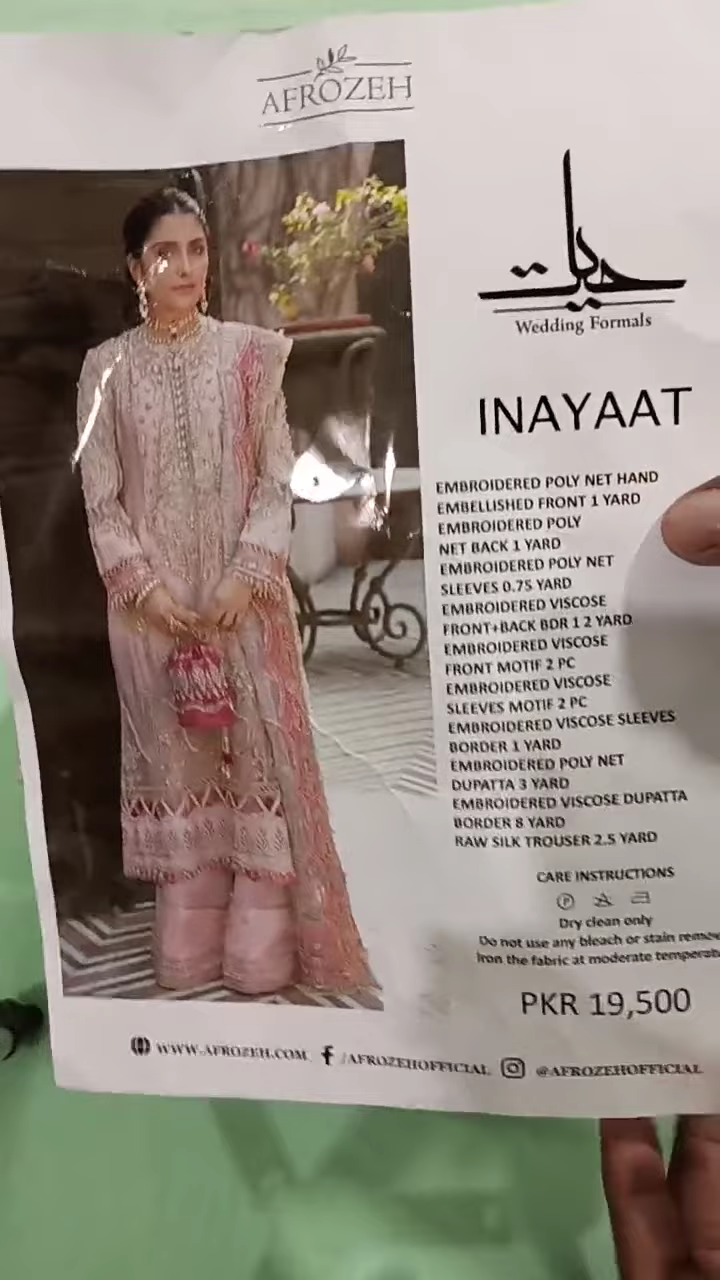 AFROZEH
حیات
Wedding Formals
INAYAAT
EMBROIDERED POLY NET HAND
EMBELLISHED FRONT 1 YARD
EMBROIDERED POLY
NET BACK 1 YARD
EMBROIDERED POLY NET
SLEEVES 0.75 YARD
EMBROIDERED VISCOSE
FRONT+BACK BDR 1 2 YARD
EMBROIDERED VISCOSE
FRONT MOTIF 2 PC
EMBROIDERED VISCOSE
SLEEVES MOTIF 2 PC
EMBROIDERED VISCOSE SLEEVES
BORDER 1 YARD
EMBROIDERED POLY NET
DUPATTA 3 YARD
EMBROIDERED VISCOSE DUPATTA
BORDER 8 YARD
RAW SILK TROUSER 2.5 YARD
CARE INSTRUCTIONS
P
Dry clean only
Do not use any bleach or stain
Iron the fabric at moderate
PKR 19,500
WWW.AFROZEH.COM /AFROZEHOFFICIAL @AFROZEHOFFICIAL